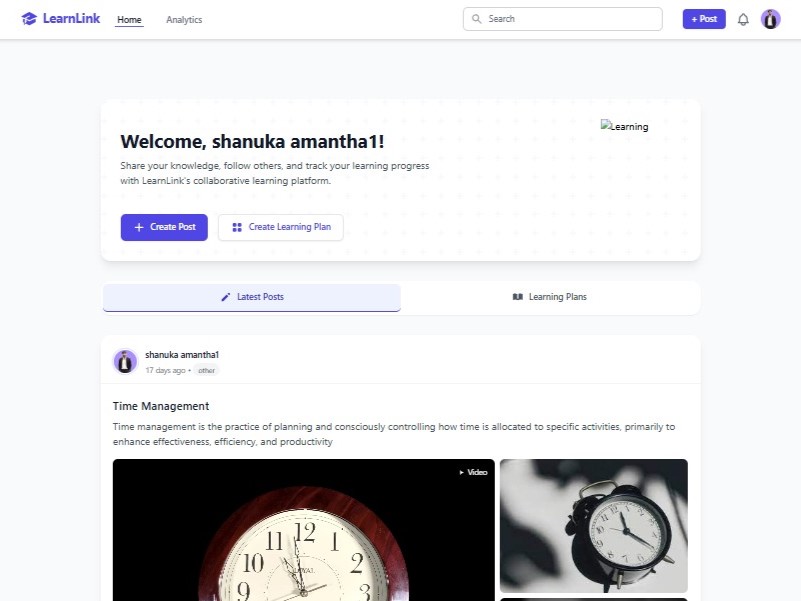 LearnLink
Home
Analytics
Search
+ Post
Welcome, shanuka amantha1!
Learning
Share your knowledge, follow others, and track your learning progress
with LearnLink's collaborative learning platform.
Create Post
Create Learning Plan
Latest Posts
Learning Plans
shanuka amantha1
17 days ago • other
Time Management
Time management is the practice of planning and consciously controlling how time is allocated to specific activities, primarily to
enhance effectiveness, efficiency, and productivity
Video
11 12 1
10 2
9 3